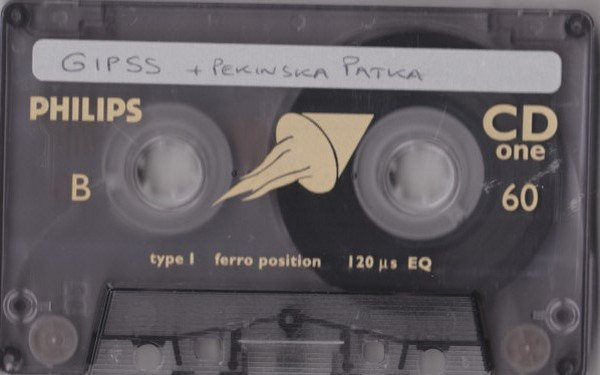 GIPSS + PEKINSKA PATKA
PHILIPS
CD
one
B
60
type I ferro position 120 µs EQ